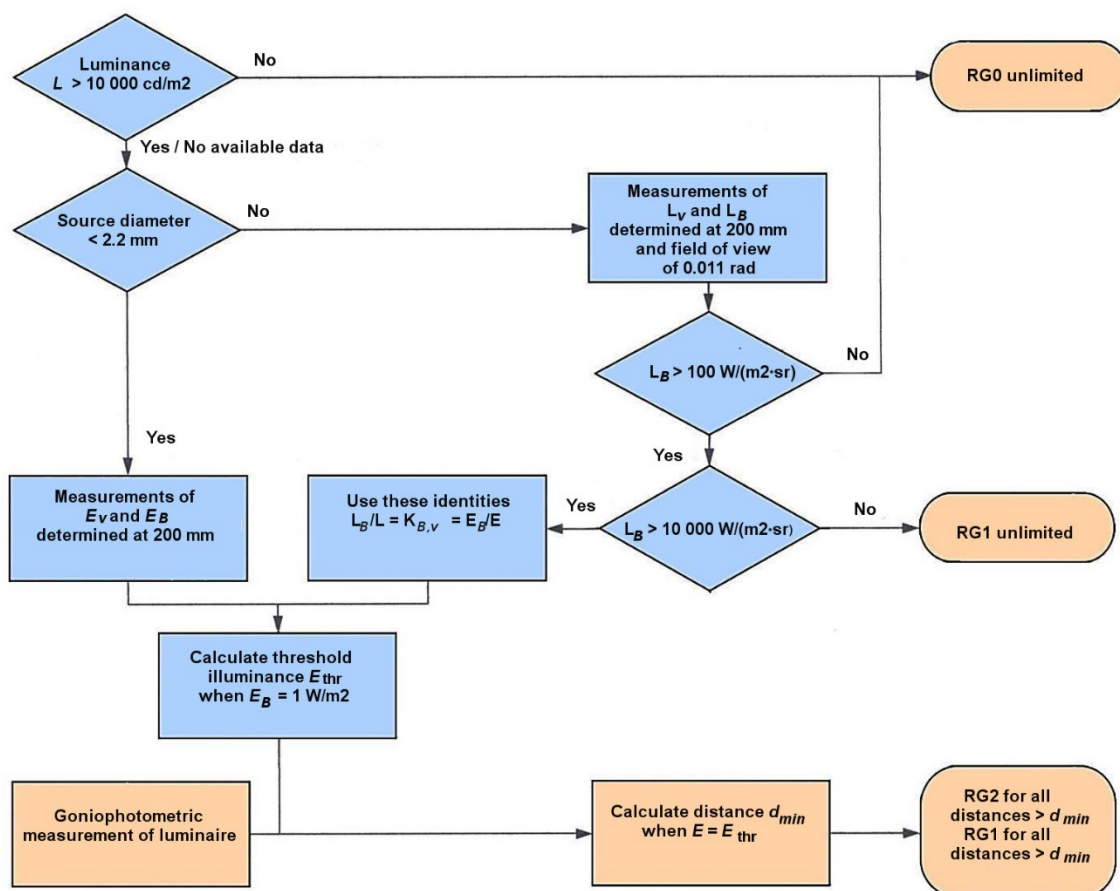 Luminance
L > 10 000 cd/m2
No
RG0 unlimited
Yes / No available data
Source diameter
< 2.2 mm
No
Measurements of
Lv and LB
determined at 200 mm
and field of view
of 0.011 rad
LB > 100 W/(m2·sr)
No
Yes
Yes
Measurements of
Ev and EB
determined at 200 mm
Use these identities
LB/L = KB,v = EB/E
Yes
LB > 10 000 W/(m2·sr)
No
RG1 unlimited
Calculate threshold
illuminance Ethr
when EB = 1 W/m2
Goniophotometric
measurement of luminaire
Calculate distance dmin
when E = Ethr
RG2 for all
distances > dmin
RG1 for all
distances > dmin